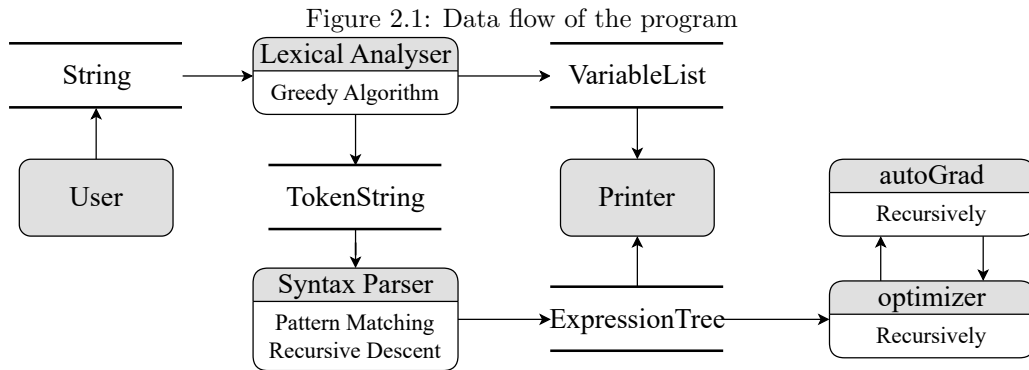 Figure 2.1: Data flow of the program
String
Lexical Analyser
Greedy Algorithm
VariableList
User
TokenString
Printer
autoGrad
Recursively
Syntax Parser
Pattern Matching
Recursive Descent
ExpressionTree
optimizer
Recursively